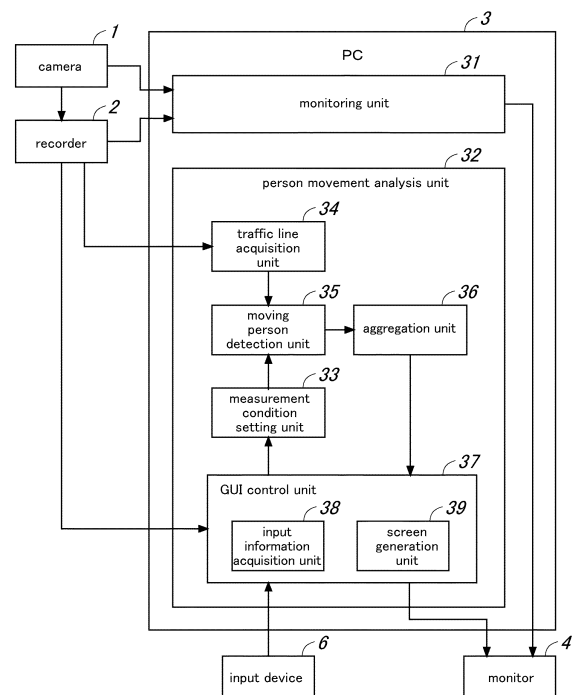 1
3
camera
PC
31
monitoring unit
2
recorder
32
person movement analysis unit
34
traffic line
acquisition
unit
35
moving
person
detection unit
36
aggregation unit
33
measurement
condition
setting unit
37
GUI control unit
38
input
information
acquisition unit
39
screen
generation
unit
6
input device
4
monitor